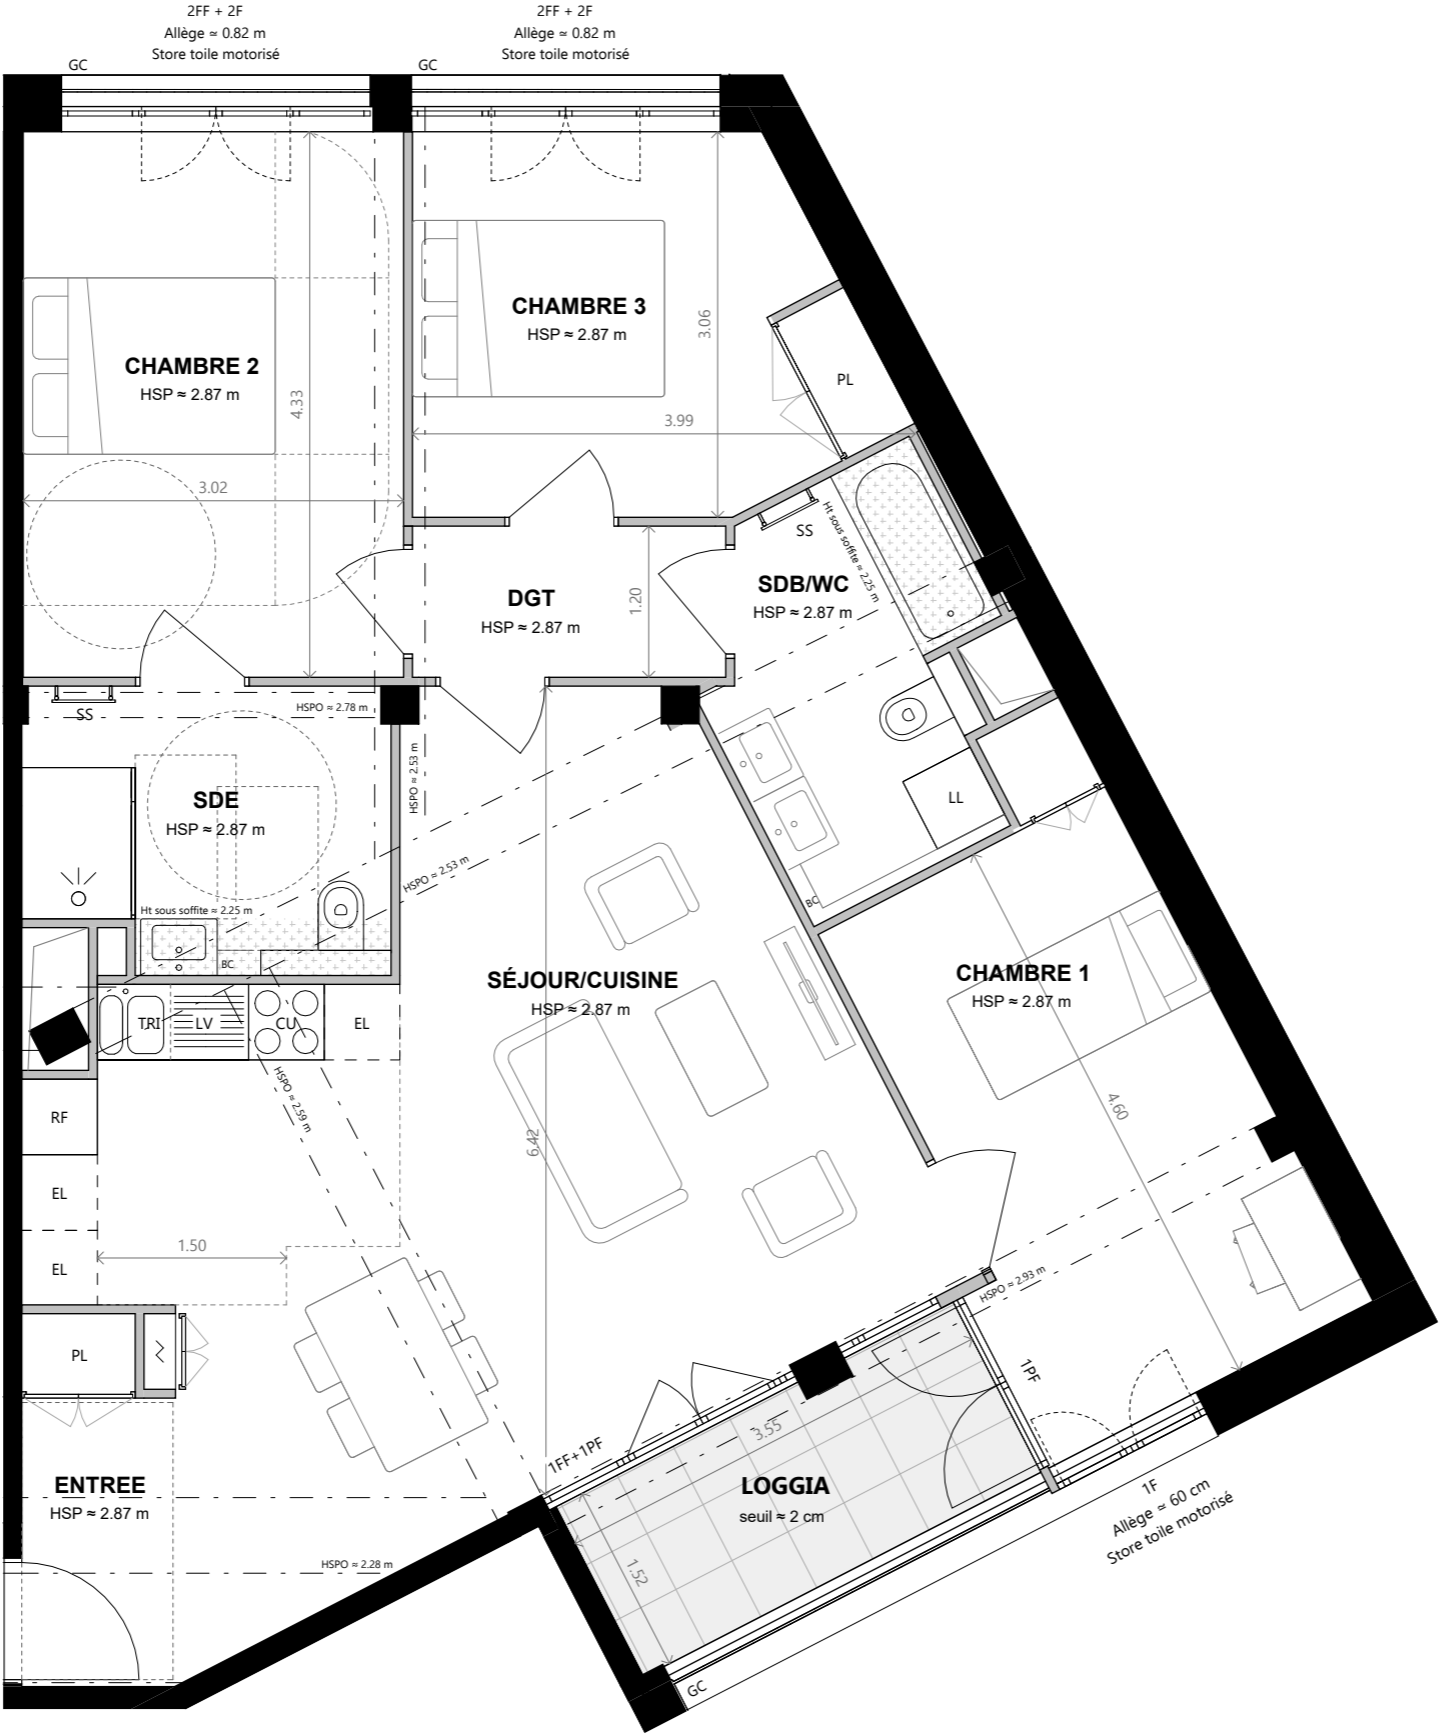 2FF + 2F
Allège ≃ 0.82 m
Store toile motorisé
GC
2FF + 2F
Allège ≃ 0.82 m
Store toile motorisé
GC
CHAMBRE 2
HSP ≈ 2.87 m
4.33
3.02
CHAMBRE 3
HSP ≈ 2.87 m
3.06
3.99
PL
SS
Ht sous soffite ≃ 2.25 m
SDB/WC
HSP ≃ 2.87 m
DGT
HSP ≈ 2.87 m
1.20
SS
HSPO ≃ 2.78 m
HSPO ≃ 2.53 m
SDE
HSP ≈ 2.87 m
HSPO ≃ 2.53 m
Ht sous soffite ≃ 2.25 m
BC
LL
BC
SÉJOUR/CUISINE
HSP ≈ 2.87 m
CHAMBRE 1
HSP ≈ 2.87 m
TRI
LV
CU
EL
HSPO ≃ 2.59 m
RF
EL
EL
6.42
4.60
1.50
HSPO ≃ 2.93 m
PL
1PF
3.55
1FF+1PF
ENTREE
HSP ≈ 2.87 m
LOGGIA
seuil ≈ 2 cm
1F
Allège ≃ 60 cm
Store toile motorisé
HSPO ≃ 2.28 m
1.52
GC